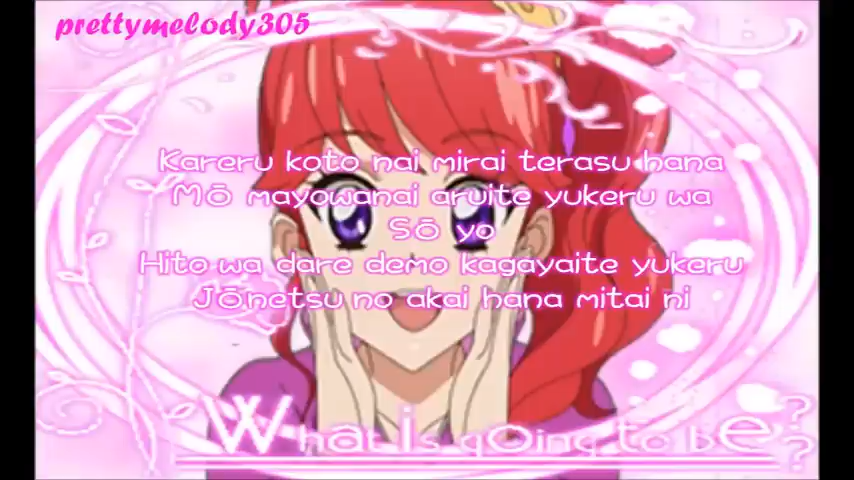 prettymelody305
Kareru koto nai mirai terasu hana
Mō mayowanai aruite yukeru wa
Sō yo
Hito wa dare demo kagayaite yukeru
Jōnetsu no akai hana mitai ni
What is going to be??